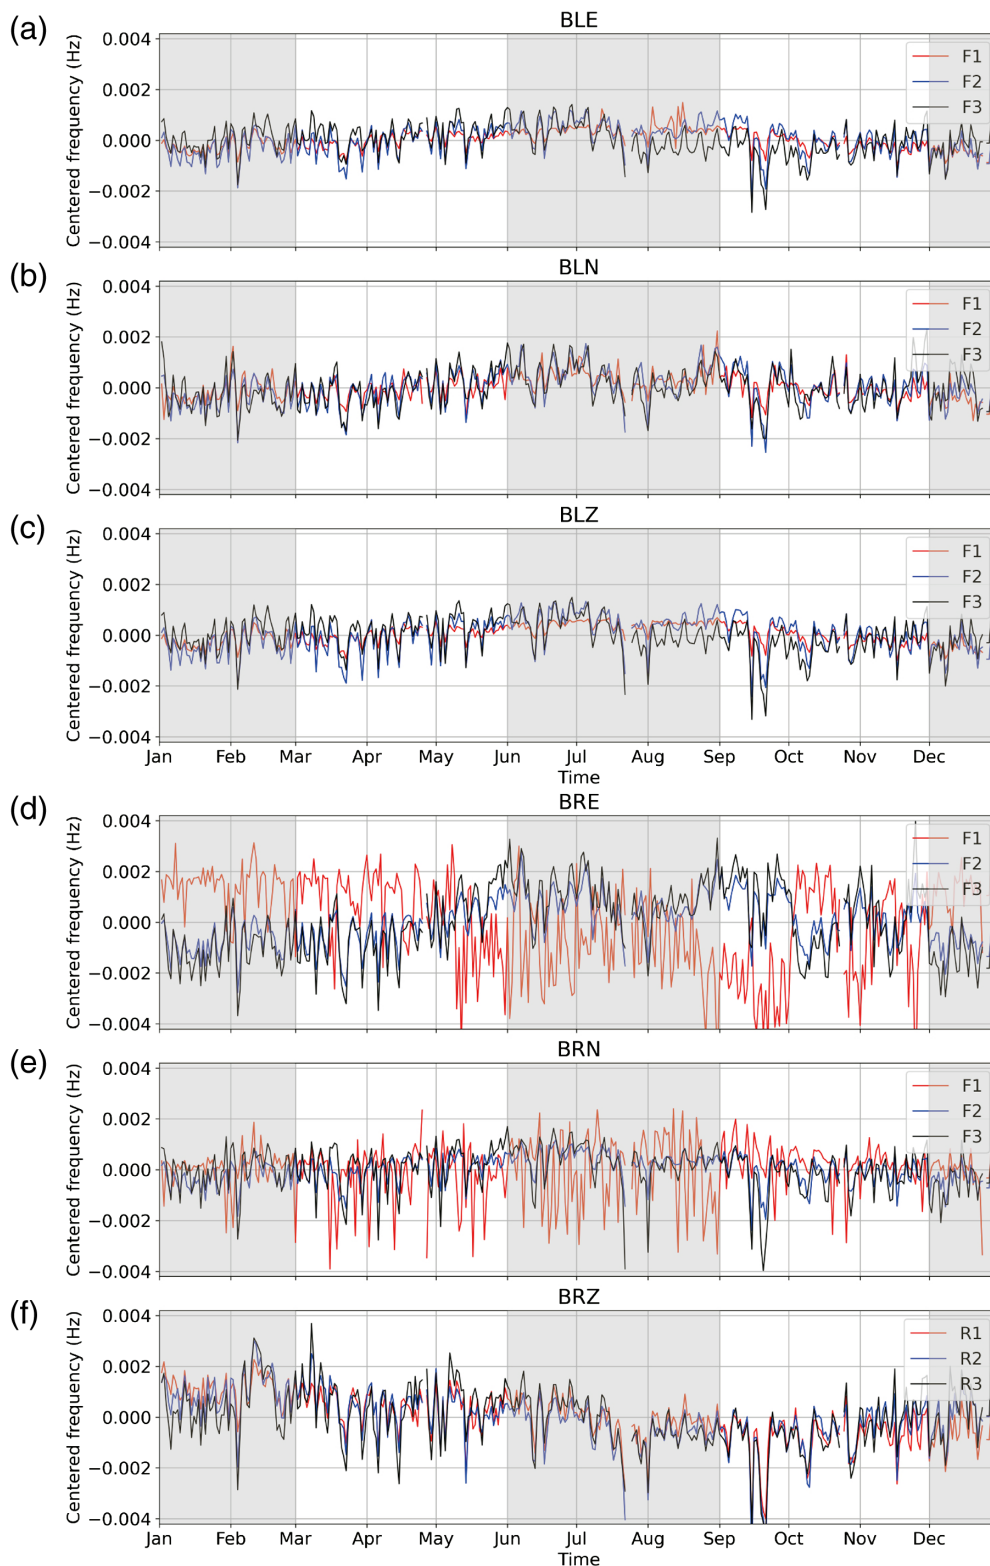 (a)
BLE
Centered frequency (Hz)
0.004
0.002
0.000
−0.002
−0.004
F1
F2
F3
(b)
BLN
Centered frequency (Hz)
0.004
0.002
0.000
−0.002
−0.004
F1
F2
F3
(c)
BLZ
Centered frequency (Hz)
0.004
0.002
0.000
−0.002
−0.004
F1
F2
F3
Jan Feb Mar Apr May Jun Jul Aug Sep Oct Nov Dec
Time
(d)
BRE
Centered frequency (Hz)
0.004
0.002
0.000
−0.002
−0.004
F1
F2
F3
(e)
BRN
Centered frequency (Hz)
0.004
0.002
0.000
−0.002
−0.004
F1
F2
F3
(f)
BRZ
Centered frequency (Hz)
0.004
0.002
0.000
−0.002
−0.004
R1
R2
R3
Jan Feb Mar Apr May Jun Jul Aug Sep Oct Nov Dec
Time